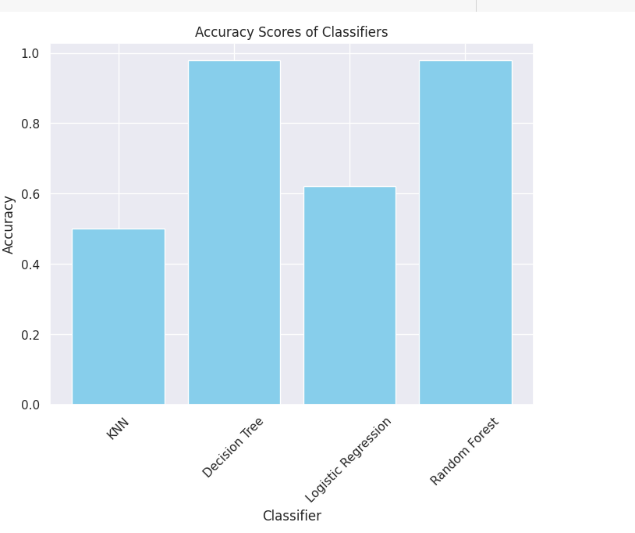 Accuracy Scores of Classifiers
1.0
0.8
0.6
0.4
0.2
0.0
Accuracy
KNN
Decision Tree
Logistic Regression
Random Forest
Classifier